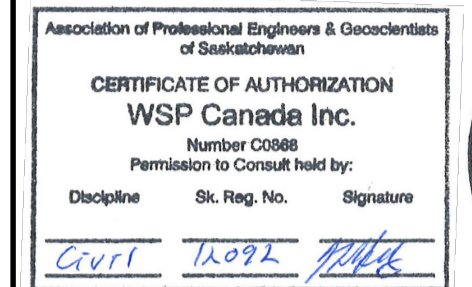 Association of Professional Engineers & Geoscientists
of Saskatchewan
CERTIFICATE OF AUTHORIZATION
WSP Canada Inc.
Number C0868
Permission to Consult held by:
Discipline Sk. Reg. No. Signature
Civil 12092